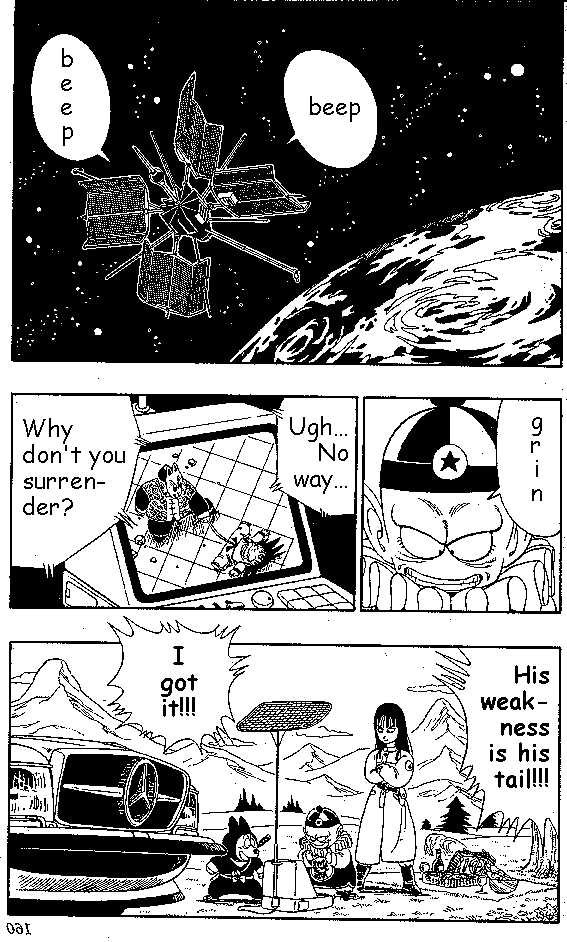 b
e
e
p
beep
Why
don't you
surren-
der?
Ugh...
No
way...
g
r
i
n
I
got
it!!!
His
weak-
ness
is his
tail!!!
160